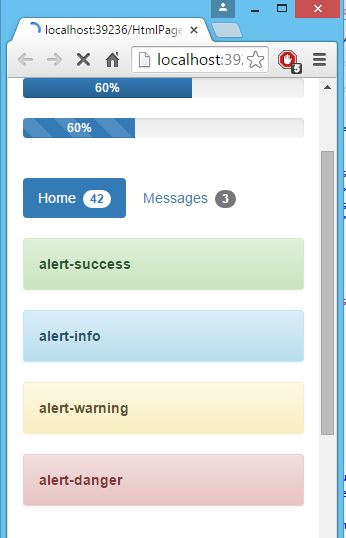 localhost:39236/HtmlPage
localhost:39
5
60%
60%
Home 42 Messages 3
alert-success
alert-info
alert-warning
alert-danger